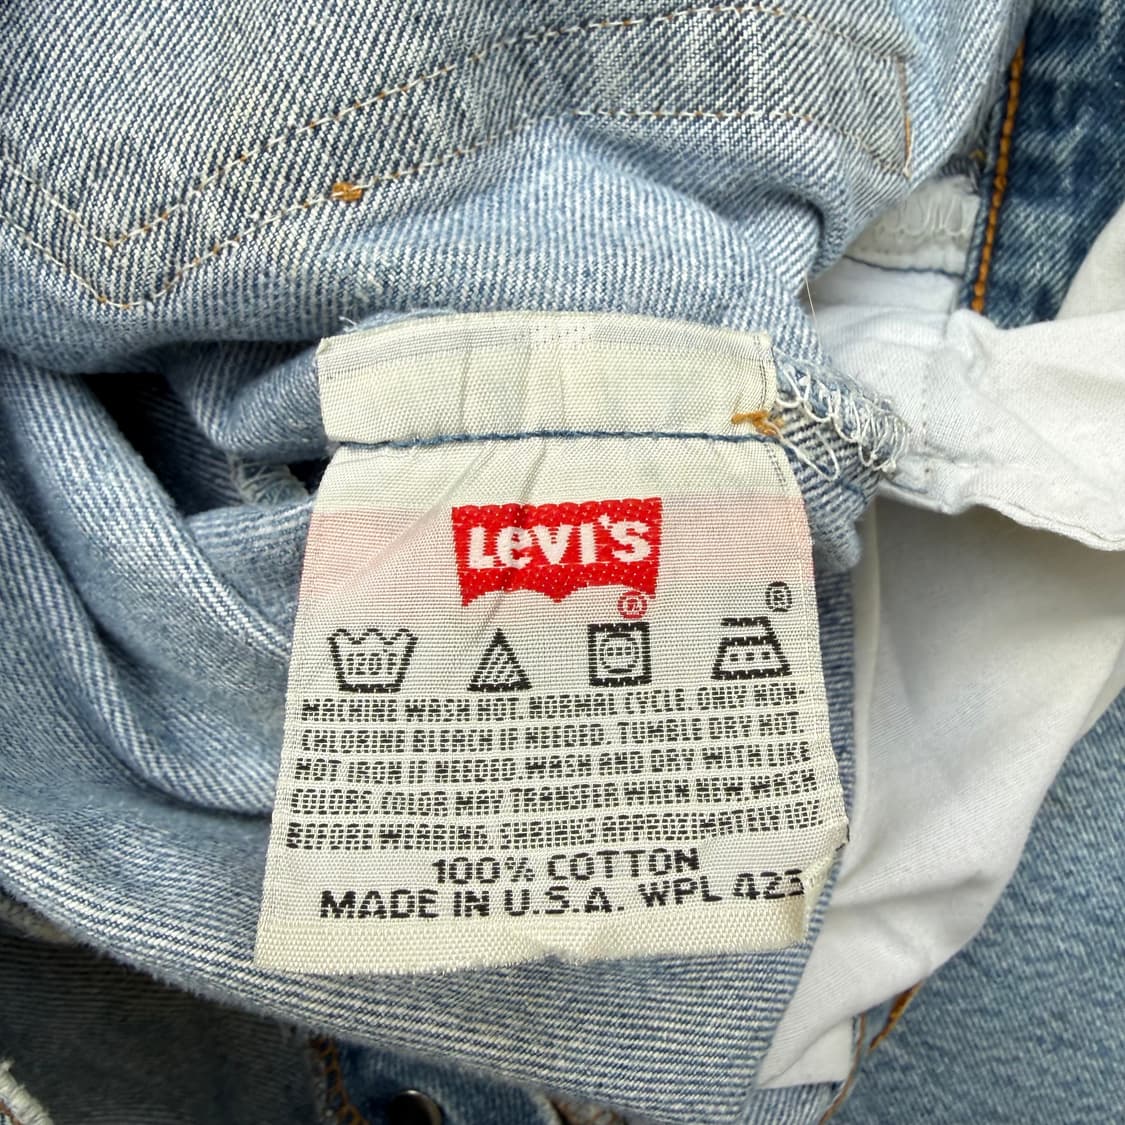 Levi's
®
®
120F
MACHINE WASH HOT NORMAL CYCLE. ONLY NON-
CHLORINE BLEACH IF NEEDED. TUMBLE DRY HOT.
HOT IRON IF NEEDED. WASH AND DRY WITH LIKE
COLORS. COLOR MAY TRANSFER WHEN NEW. WASH
BEFORE WEARING. SHRINKS APPROXIMATELY 10%
100% COTTON
MADE IN U.S.A. WPL 423